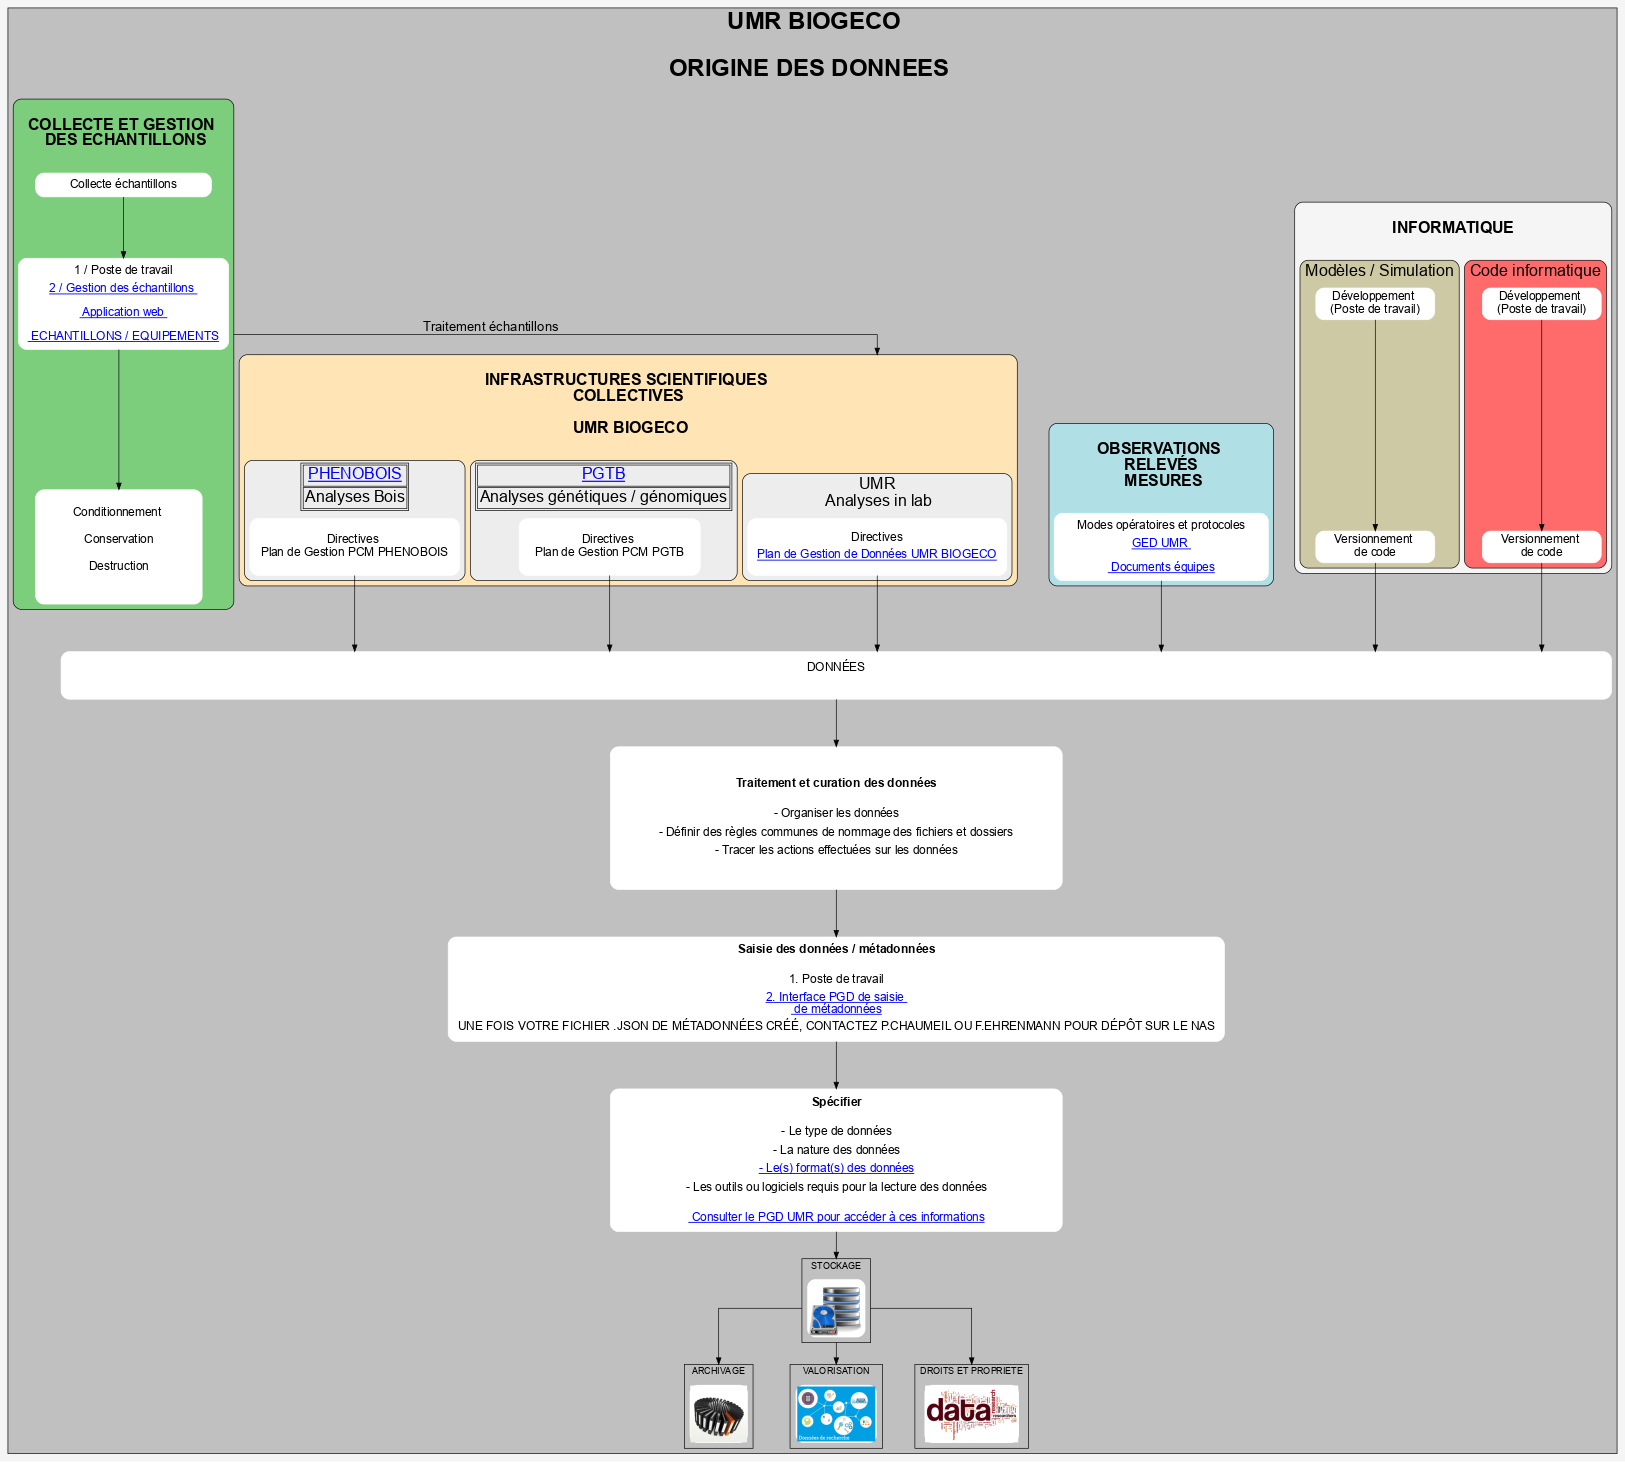 UMR BIOGECO
ORIGINE DES DONNEES
COLLECTE ET GESTION
DES ECHANTILLONS
Collecte échantillons
1 / Poste de travail
2 / Gestion des échantillons
Application web
ECHANTILLONS / EQUIPEMENTS
Conditionnement
Conservation
Destruction
Traitement échantillons
INFRASTRUCTURES SCIENTIFIQUES
COLLECTIVES
UMR BIOGECO
PHENOBOIS
Analyses Bois
Directives
Plan de Gestion PCM PHENOBOIS
PGTB
Analyses génétiques / génomiques
Directives
Plan de Gestion PCM PGTB
UMR
Analyses in lab
Directives
Plan de Gestion de Données UMR BIOGECO
OBSERVATIONS
RELEVÉS
MESURES
Modes opératoires et protocoles
GED UMR
Documents équipes
INFORMATIQUE
Modèles / Simulation
Développement
(Poste de travail)
Versionnement
de code
Code informatique
Développement
(Poste de travail)
Versionnement
de code
DONNÉES
Traitement et curation des données
- Organiser les données
- Définir des règles communes de nommage des fichiers et dossiers
- Tracer les actions effectuées sur les données
Saisie des données / métadonnées
1. Poste de travail
2. Interface PGD de saisie
de métadonnées
UNE FOIS VOTRE FICHIER .JSON DE MÉTADONNÉES CRÉÉ, CONTACTEZ P.CHAUMEIL OU F.EHRENMANN POUR DÉPÔT SUR LE NAS
Spécifier
- Le type de données
- La nature des données
- Le(s) format(s) des données
- Les outils ou logiciels requis pour la lecture des données
Consulter le PGD UMR pour accéder à ces informations
STOCKAGE
ARCHIVAGE
VALORISATION
Données de recherche
DROITS ET PROPRIETE
data